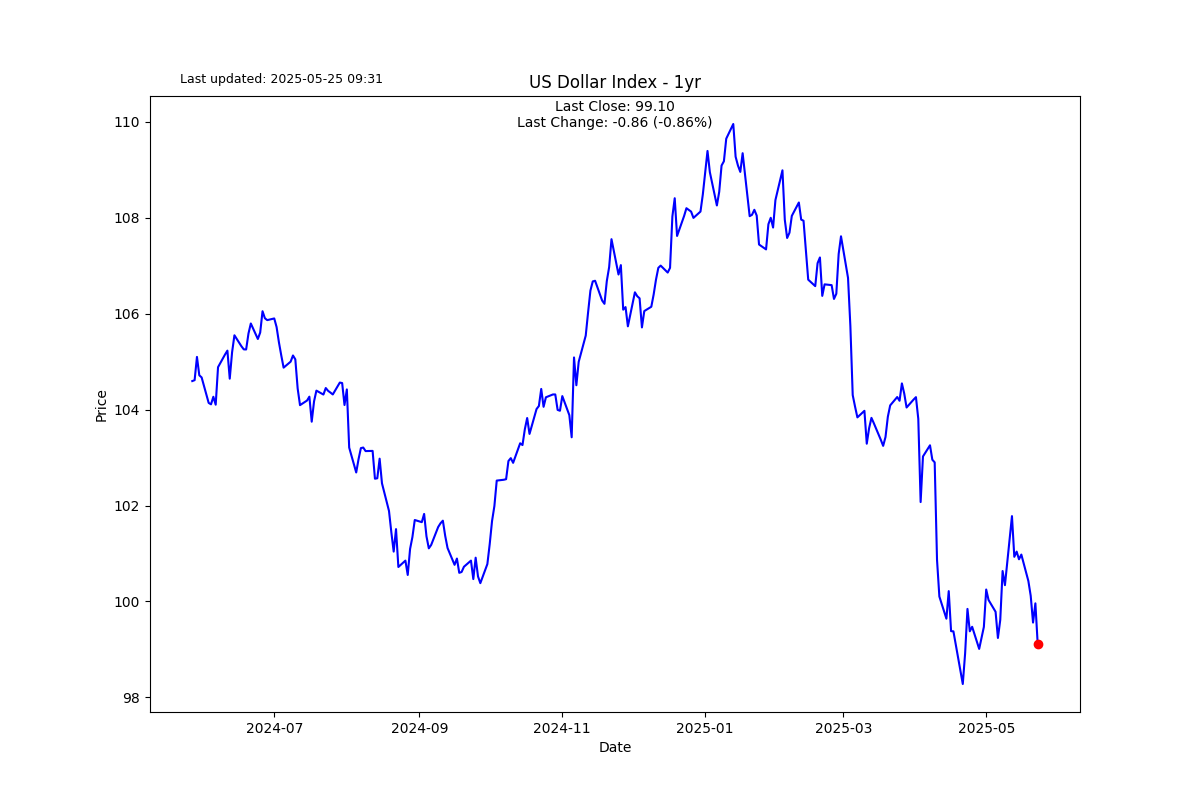 Last updated: 2025-05-25 09:31
US Dollar Index - 1yr
Last Close: 99.10
Last Change: -0.86 (-0.86%)
110
108
106
104
102
100
98
Price
2024-07
2024-09
2024-11
2025-01
2025-03
2025-05
Date